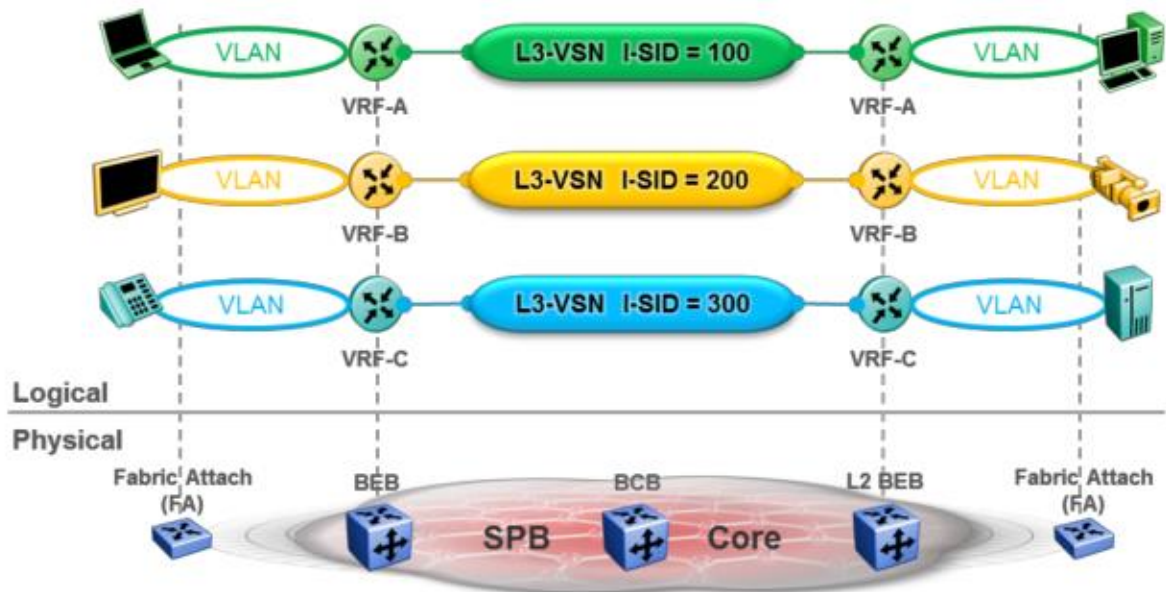 VLAN L3-VSN I-SID = 100 VLAN
VRF-A VRF-A
VLAN L3-VSN I-SID = 200 VLAN
VRF-B VRF-B
VLAN L3-VSN I-SID = 300 VLAN
VRF-C VRF-C
Logical
Physical
Fabric Attach
(FA)
BEB
BCB
L2 BEB
Fabric Attach
(FA)
SPB Core